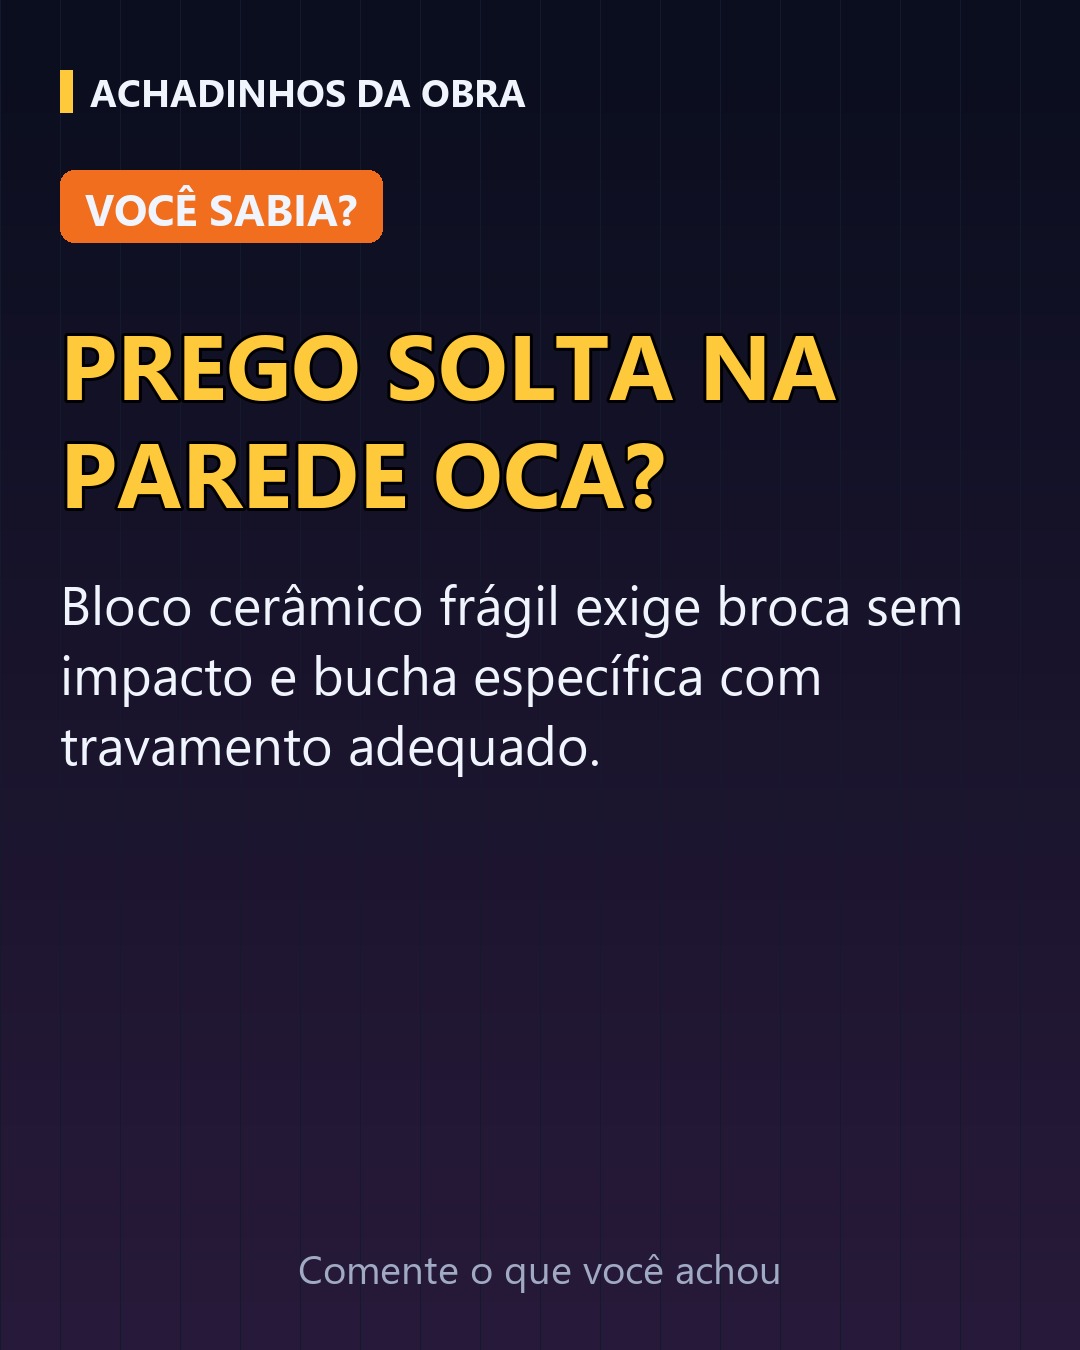 ACHADINHOS DA OBRA
VOCÊ SABIA?
PREGO SOLTA NA
PAREDE OCA?
Bloco cerâmico frágil exige broca sem
impacto e bucha específica com
travamento adequado.
Comente o que você achou